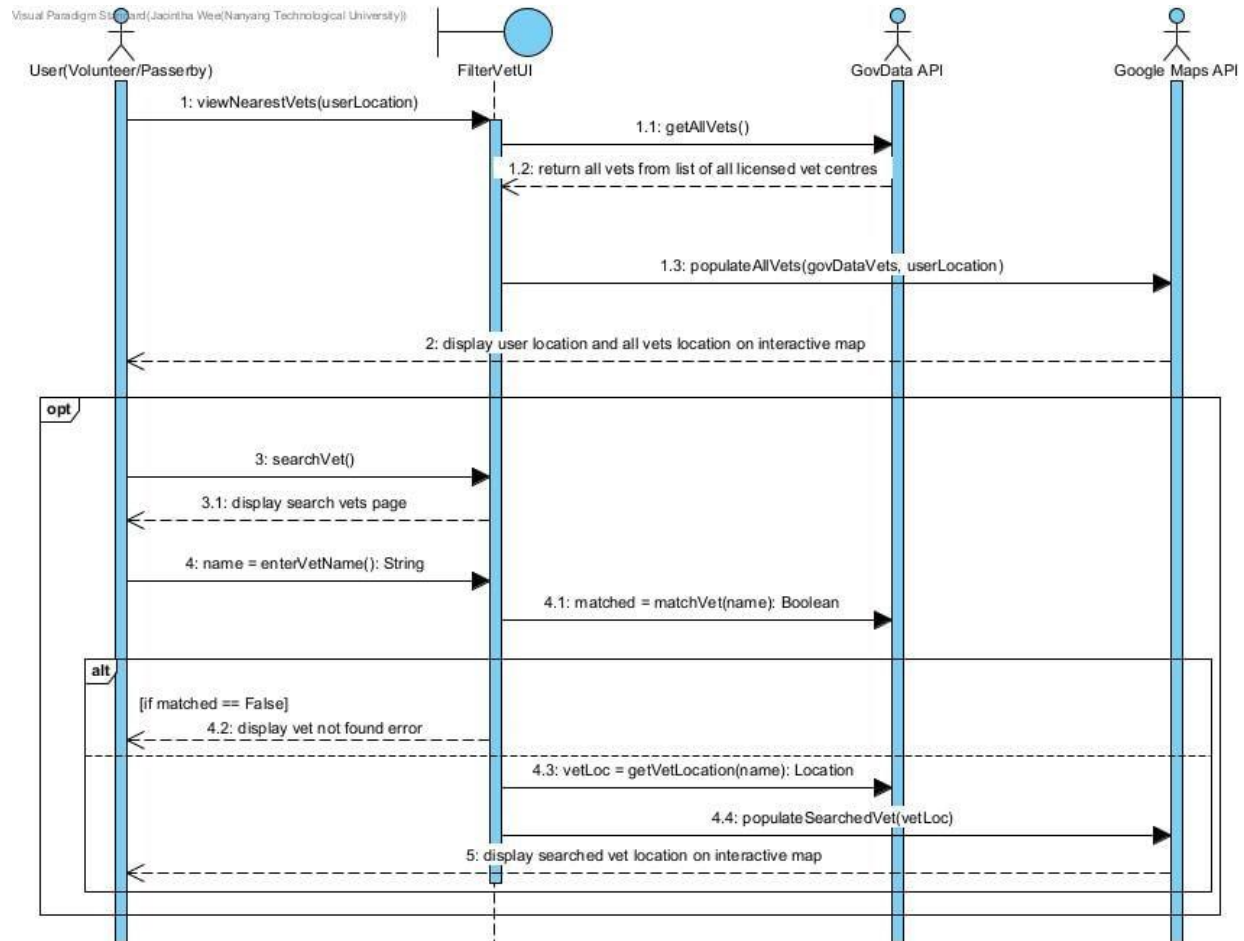 Visual Paradigm Standard(Jacintha Wee(Nanyang Technological University))
User(Volunteer/Passerby)
FilterVetUI
GovData API
Google Maps API
1: viewNearestVets(userLocation)
1.1: getAllVets()
1.2: return all vets from list of all licensed vet centres
1.3: populateAllVets(govDataVets, userLocation)
2: display user location and all vets location on interactive map
opt
3: searchVet()
3.1: display search vets page
4: name = enterVetName(): String
4.1: matched = matchVet(name): Boolean
alt
[if matched == False]
4.2: display vet not found error
4.3: vetLoc = getVetLocation(name): Location
4.4: populateSearchedVet(vetLoc)
5: display searched vet location on interactive map